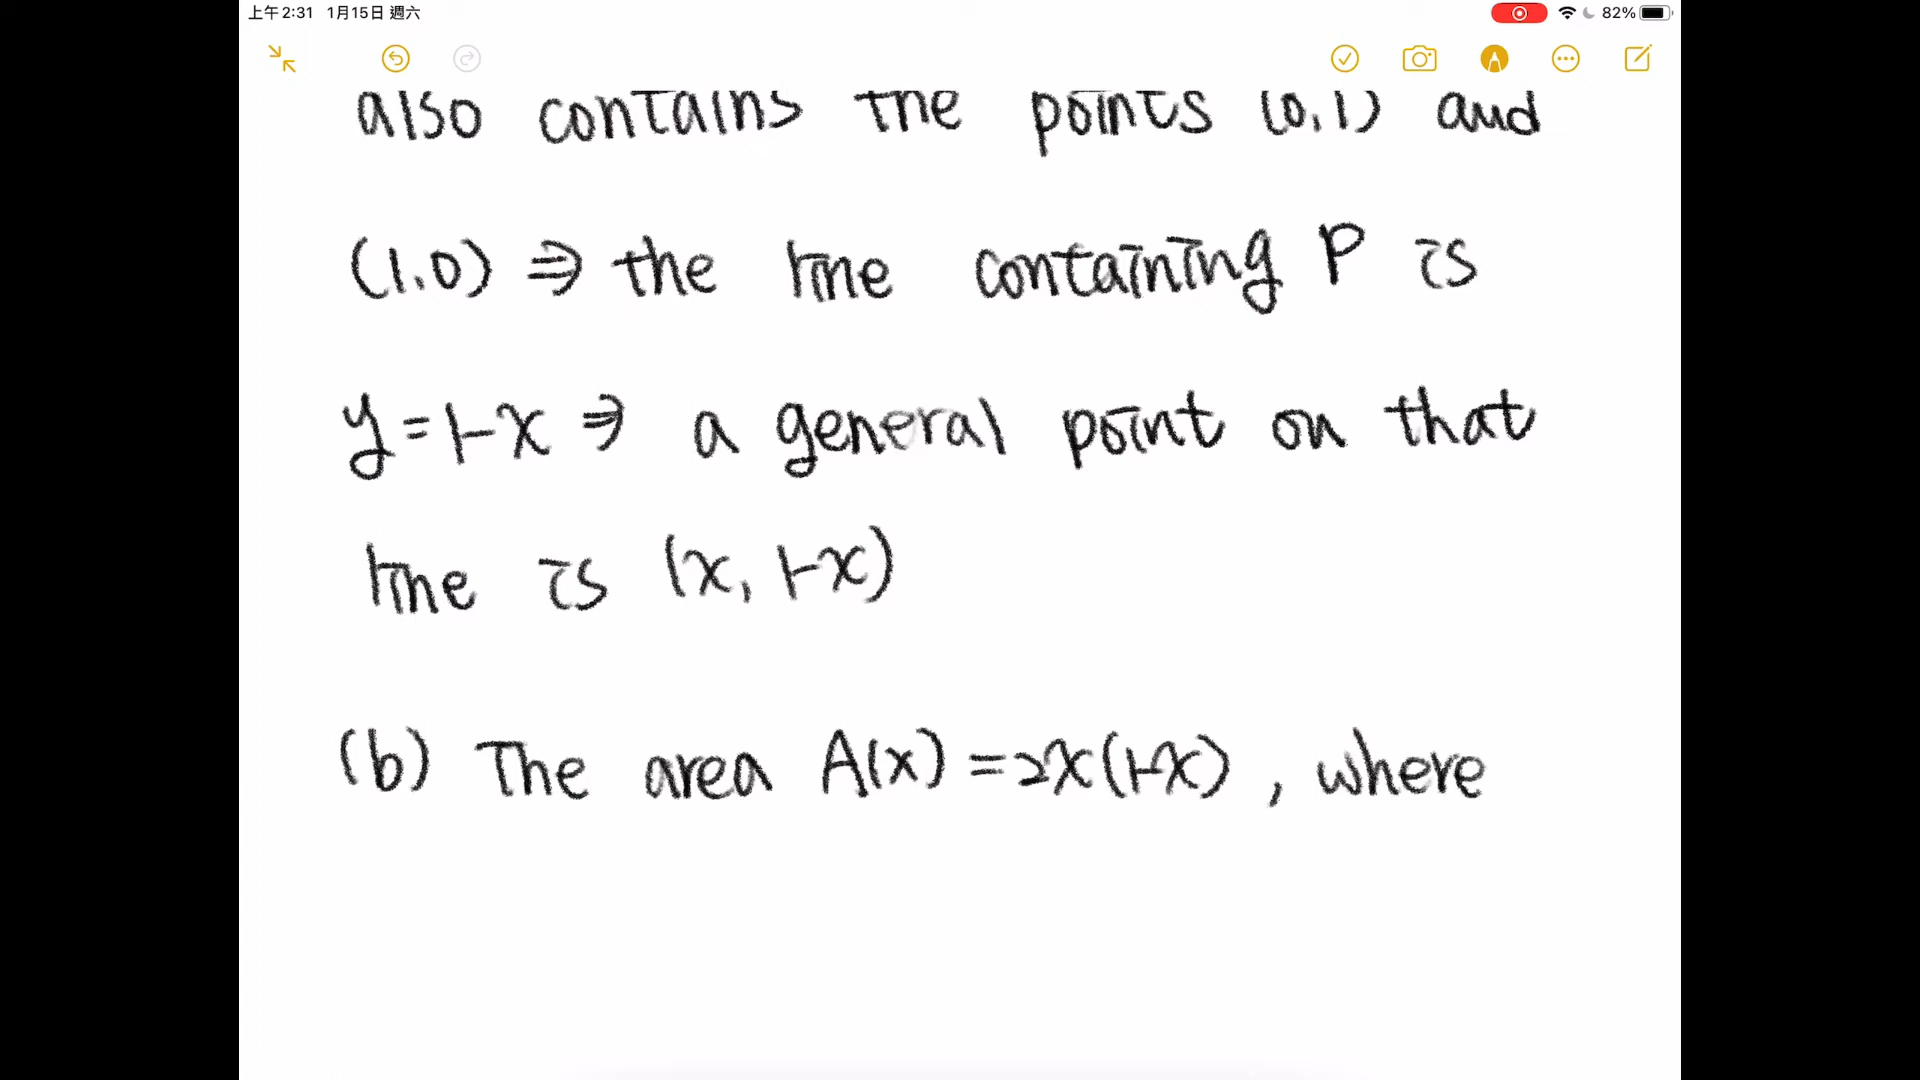 上午2:31 1月15日 週六
82%
also contains the points (0,1) and
(1,0) ⇒ the line containing P is
y=1-x ⇒ a general point on that
line is (x, 1-x)
(b) The area A(x) =2x(1-x), where